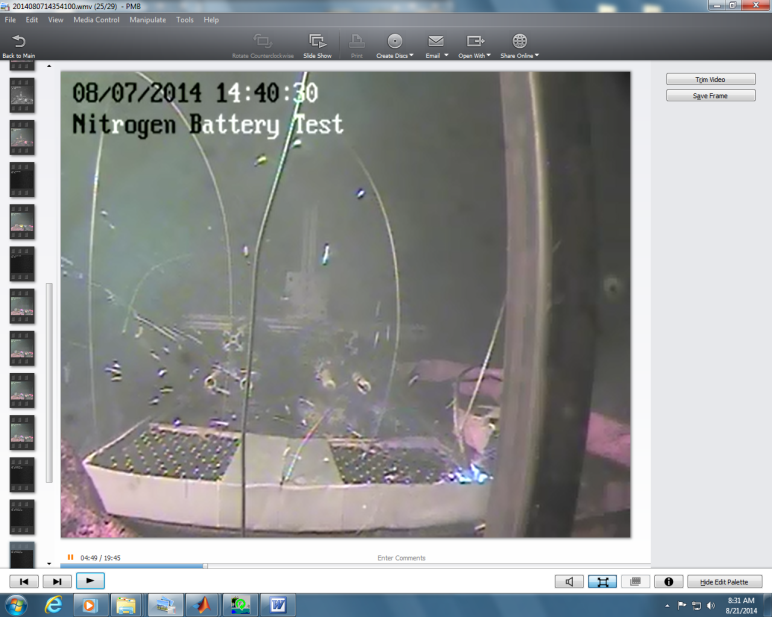 2014080714354100.wmv (25/29) - PMB
File Edit View Media Control Manipulate Tools Help
Back to Main
Rotate Counterclockwise Slide Show Print Create Discs Email Open With Share Online
Trim Video
Save Frame
08/07/2014 14:40:30
Nitrogen Battery Test
04:49 / 19:45
Enter Comments
Hide Edit Palette
8:31 AM
8/21/2014